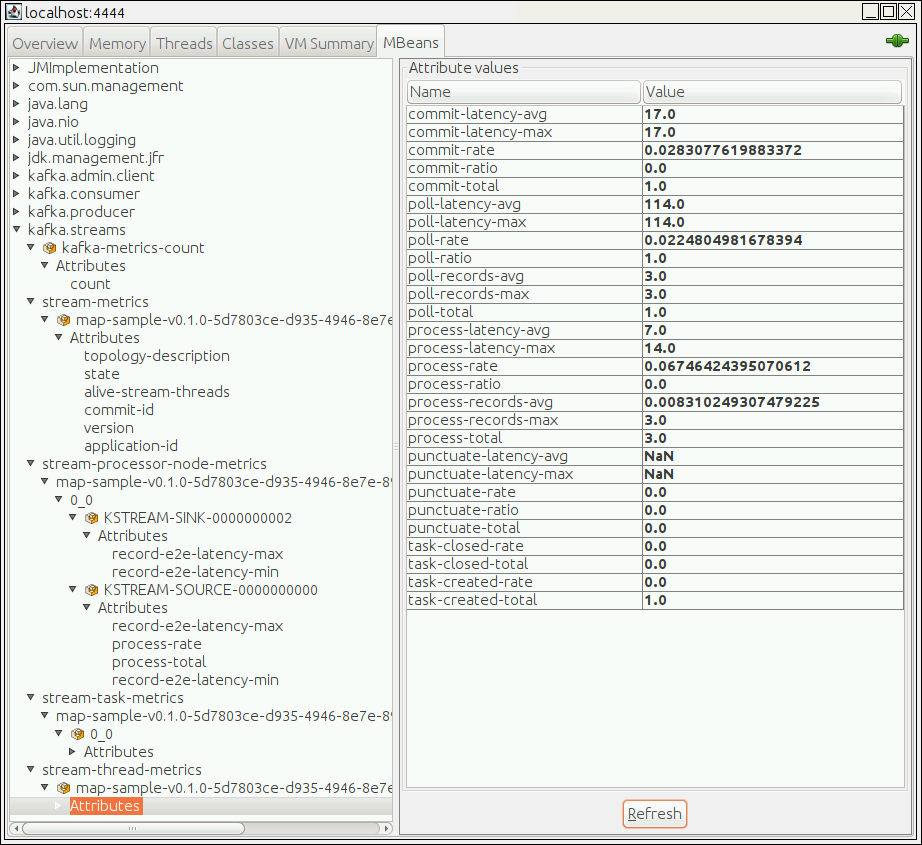 localhost:4444
Overview Memory Threads Classes VM Summary MBeans
JMImplementation
com.sun.management
java.lang
java.nio
java.util.logging
jdk.management.jfr
kafka.admin.client
kafka.consumer
kafka.producer
kafka.streams
kafka-metrics-count
Attributes
count
stream-metrics
map-sample-v0.1.0-5d7803ce-d935-4946-8e7e
Attributes
topology-description
state
alive-stream-threads
commit-id
version
application-id
stream-processor-node-metrics
map-sample-v0.1.0-5d7803ce-d935-4946-8e7e-89
0_0
KSTREAM-SINK-0000000002
Attributes
record-e2e-latency-max
record-e2e-latency-min
KSTREAM-SOURCE-0000000000
Attributes
record-e2e-latency-max
process-rate
process-total
record-e2e-latency-min
stream-task-metrics
map-sample-v0.1.0-5d7803ce-d935-4946-8e7e-89
0_0
Attributes
stream-thread-metrics
map-sample-v0.1.0-5d7803ce-d935-4946-8e7e
Attributes
Attribute values
Name Value
commit-latency-avg 17.0
commit-latency-max 17.0
commit-rate 0.0283077619883372
commit-ratio 0.0
commit-total 1.0
poll-latency-avg 114.0
poll-latency-max 114.0
poll-rate 0.0224804981678394
poll-ratio 1.0
poll-records-avg 3.0
poll-records-max 3.0
poll-total 1.0
process-latency-avg 7.0
process-latency-max 14.0
process-rate 0.06746424395070612
process-ratio 0.0
process-records-avg 0.008310249307479225
process-records-max 3.0
process-total 3.0
punctuate-latency-avg NaN
punctuate-latency-max NaN
punctuate-rate 0.0
punctuate-ratio 0.0
punctuate-total 0.0
task-closed-rate 0.0
task-closed-total 0.0
task-created-rate 0.0
task-created-total 1.0
Refresh